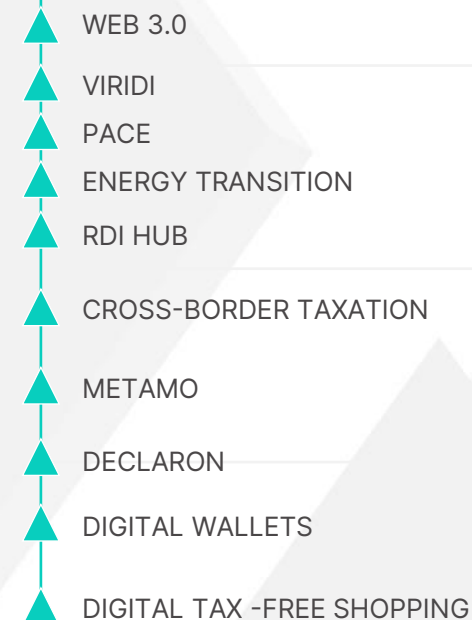 WEB 3.0
VIRIDI
PACE
ENERGY TRANSITION
RDI HUB
CROSS-BORDER TAXATION
METAMO
DECLARON
DIGITAL WALLETS
DIGITAL TAX -FREE SHOPPING